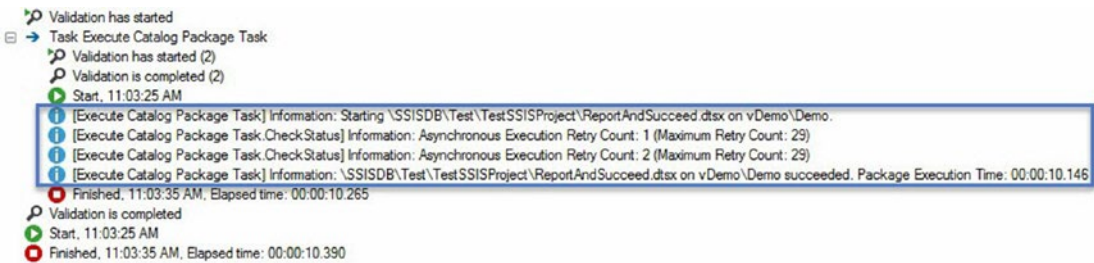 Validation has started
Task Execute Catalog Package Task
Validation has started (2)
Validation is completed (2)
Start, 11:03:25 AM
[Execute Catalog Package Task] Information: Starting \SSISDB\Test\TestSSISProject\ReportAndSucceed.dtsx on vDemo\Demo.
[Execute Catalog Package Task.CheckStatus] Information: Asynchronous Execution Retry Count: 1 (Maximum Retry Count: 29)
[Execute Catalog Package Task.CheckStatus] Information: Asynchronous Execution Retry Count: 2 (Maximum Retry Count: 29)
[Execute Catalog Package Task] Information: \SSISDB\Test\TestSSISProject\ReportAndSucceed.dtsx on vDemo\Demo succeeded. Package Execution Time: 00:00:10.146
Finished, 11:03:35 AM, Elapsed time: 00:00:10.265
Validation is completed
Start, 11:03:25 AM
Finished, 11:03:35 AM, Elapsed time: 00:00:10.390